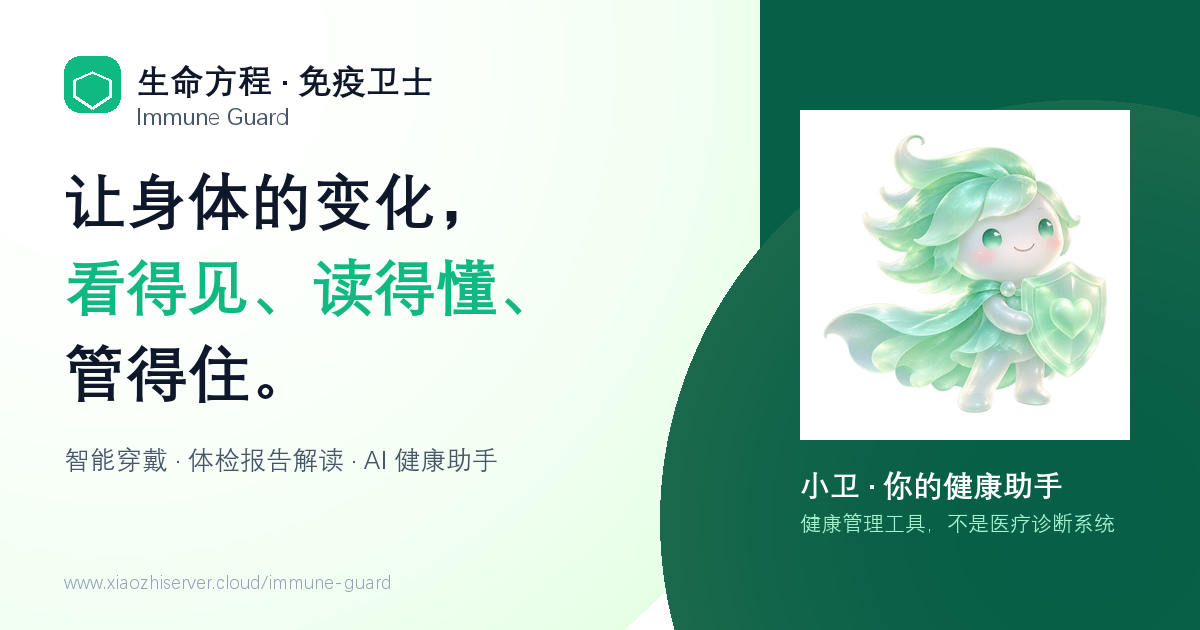 生命方程 · 免疫卫士
Immune Guard
让身体的变化，
看得见、读得懂、
管得住。
智能穿戴 · 体检报告解读 · AI 健康助手
www.xiaozhiserver.cloud/immune-guard
小卫 · 你的健康助手
健康管理工具，不是医疗诊断系统